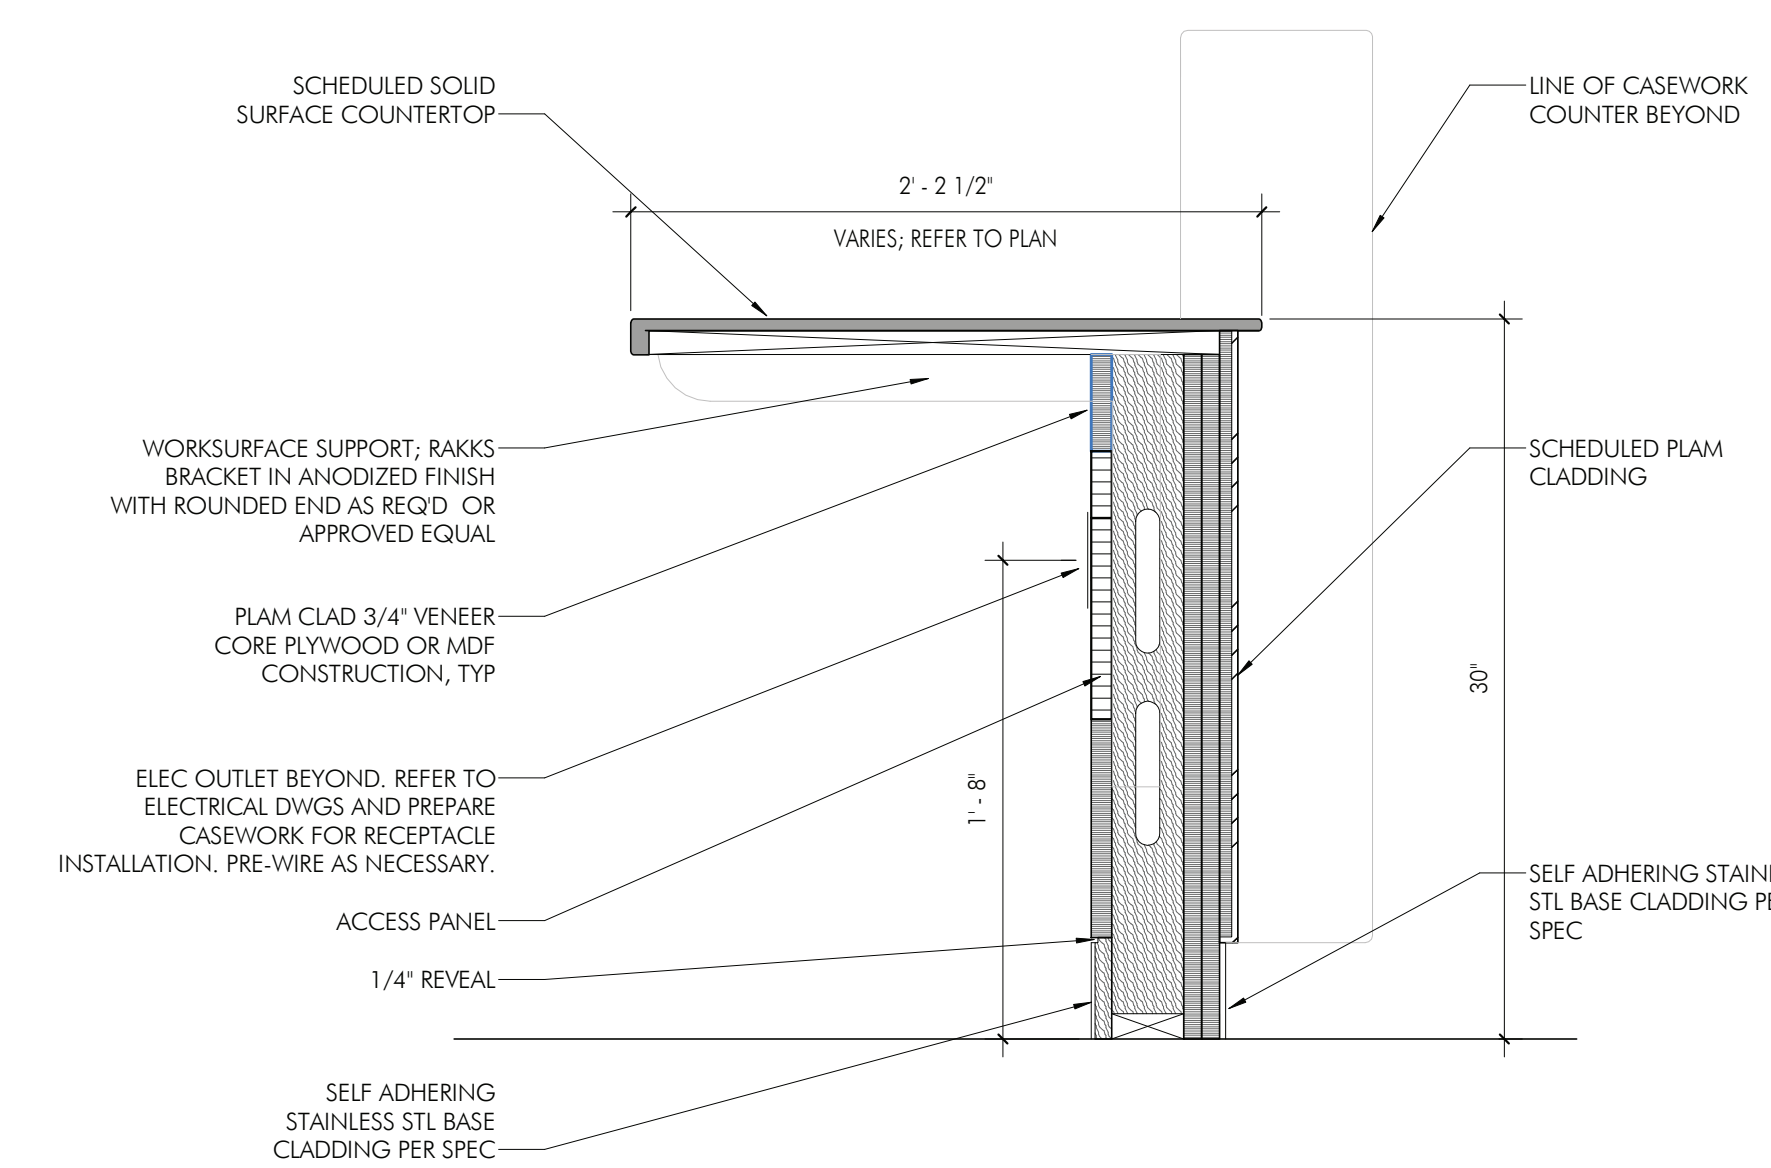 SCHEDULED SOLID
SURFACE COUNTERTOP
LINE OF CASEWORK
COUNTER BEYOND
2' - 2 1/2"
VARIES; REFER TO PLAN
WORKSURFACE SUPPORT; RAKKS
BRACKET IN ANODIZED FINISH
WITH ROUNDED END AS REQ'D OR
APPROVED EQUAL
SCHEDULED PLAM
CLADDING
PLAM CLAD 3/4" VENEER
CORE PLYWOOD OR MDF
CONSTRUCTION, TYP
30"
ELEC OUTLET BEYOND. REFER TO
ELECTRICAL DWGS AND PREPARE
CASEWORK FOR RECEPTACLE
INSTALLATION. PRE-WIRE AS NECESSARY.
1' - 8"
ACCESS PANEL
1/4" REVEAL
SELF ADHERING
STL BASE CLADDING
SPEC
SELF ADHERING
STAINLESS STL BASE
CLADDING PER SPEC